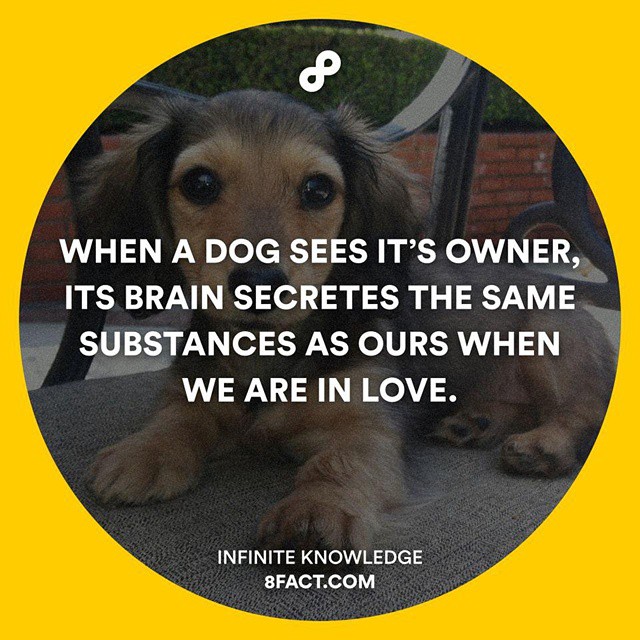 WHEN A DOG SEES IT'S OWNER,
ITS BRAIN SECRETES THE SAME
SUBSTANCES AS OURS WHEN
WE ARE IN LOVE.
INFINITE KNOWLEDGE
8FACT.COM